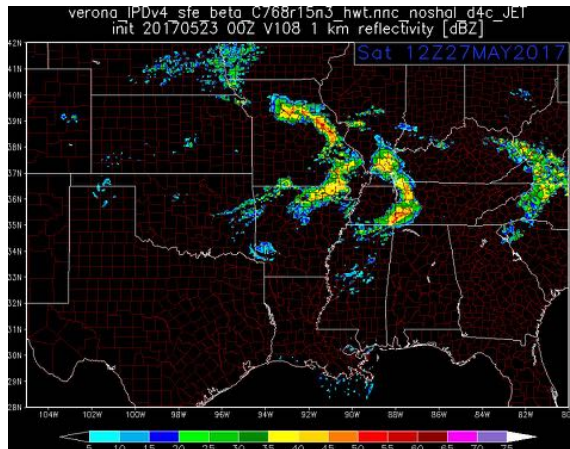 verona_IPDv4_sfe_beta_C768r15n3_hwt.nnc_noshal_d4c_JET
init 20170523 00Z V108 1 km reflectivity [dBZ]
Sat 12Z27MAY2017
42N
41N
40N
39N
38N
37N
36N
35N
34N
33N
32N
31N
30N
29N
28N
104W 102W 100W 98W 96W 94W 92W 90W 88W 86W 84W 82W 80
5 10 15 20 25 30 35 40 45 50 55 60 65 70 75